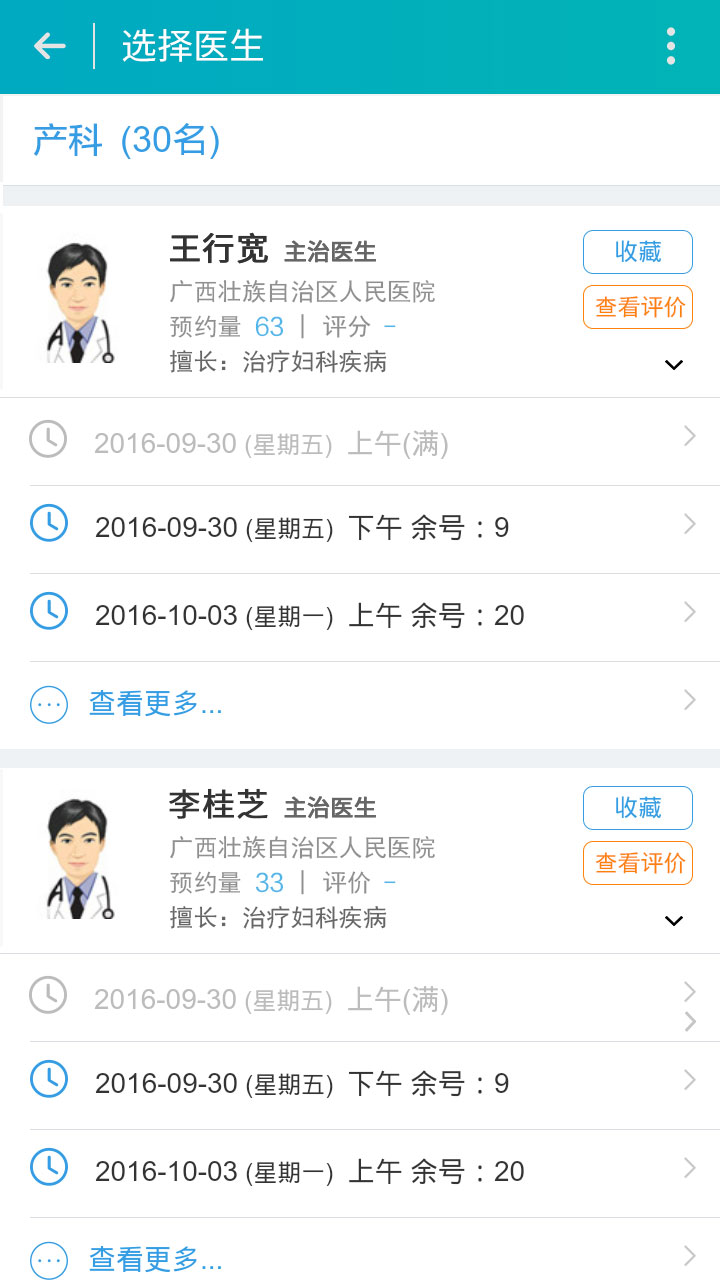 选择医生
产科 (30名)
王行宽 主治医生
收藏
广西壮族自治区人民医院
查看评价
预约量 63 | 评分 -
擅长：治疗妇科疾病
2016-09-30 (星期五) 上午(满)
2016-09-30 (星期五) 下午 余号：9
2016-10-03 (星期一) 上午 余号：20
查看更多...
李桂芝 主治医生
收藏
广西壮族自治区人民医院
查看评价
预约量 33 | 评价 -
擅长：治疗妇科疾病
2016-09-30 (星期五) 上午(满)
2016-09-30 (星期五) 下午 余号：9
2016-10-03 (星期一) 上午 余号：20
查看更多...